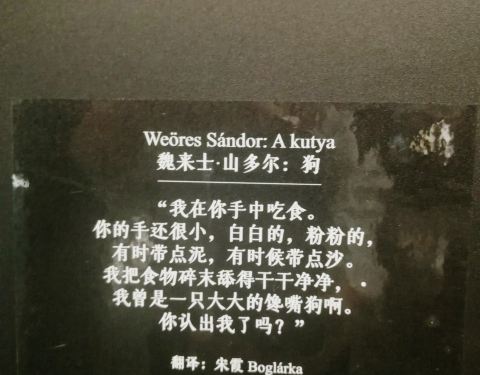 Weöres Sándor: A kutya
魏来士·山多尔：狗
“我在你手中吃食。
你的手还很小，白白的，粉粉的，
有时带点泥，有时候带点沙。
我把食物碎末舔得干干净净，
我曾是一只大大的馋嘴狗啊。
你认出我了吗？”
翻译：宋霞 Boglárka